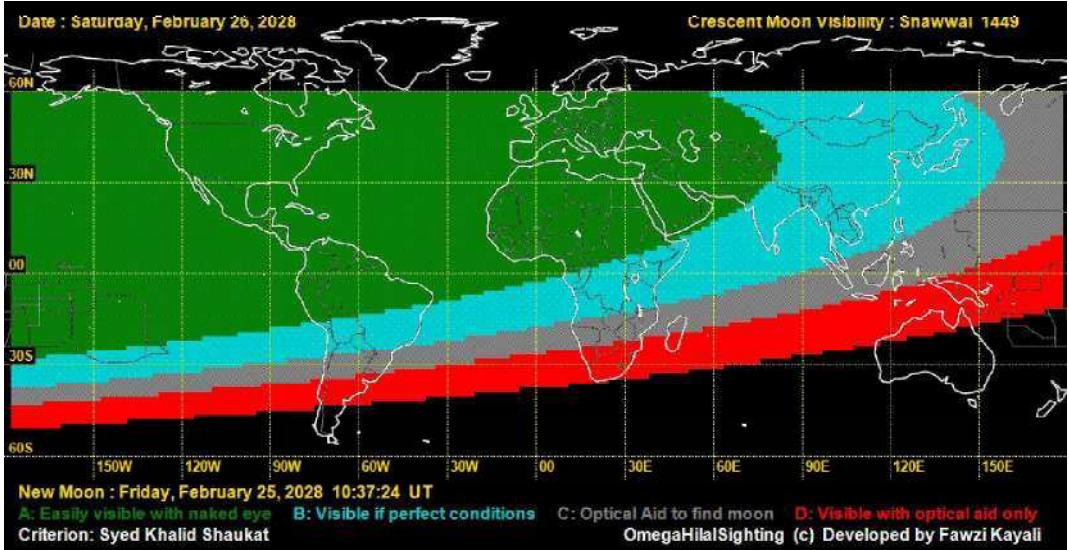 Date : Saturday, February 26, 2028
Crescent Moon Visibility : Shawwal 1449
60N
30N
00
30S
60S
150W 120W 90W 60W 30W 00 30E 60E 90E 120E 150E
New Moon : Friday, February 25, 2028 10:37:24 UT
A: Easily visible with naked eye B: Visible if perfect conditions C: Optical Aid to find moon D: Visible with optical aid only
Criterion: Syed Khalid Shaukat OmegaHilalSighting (c) Developed by Fawzi Kayali